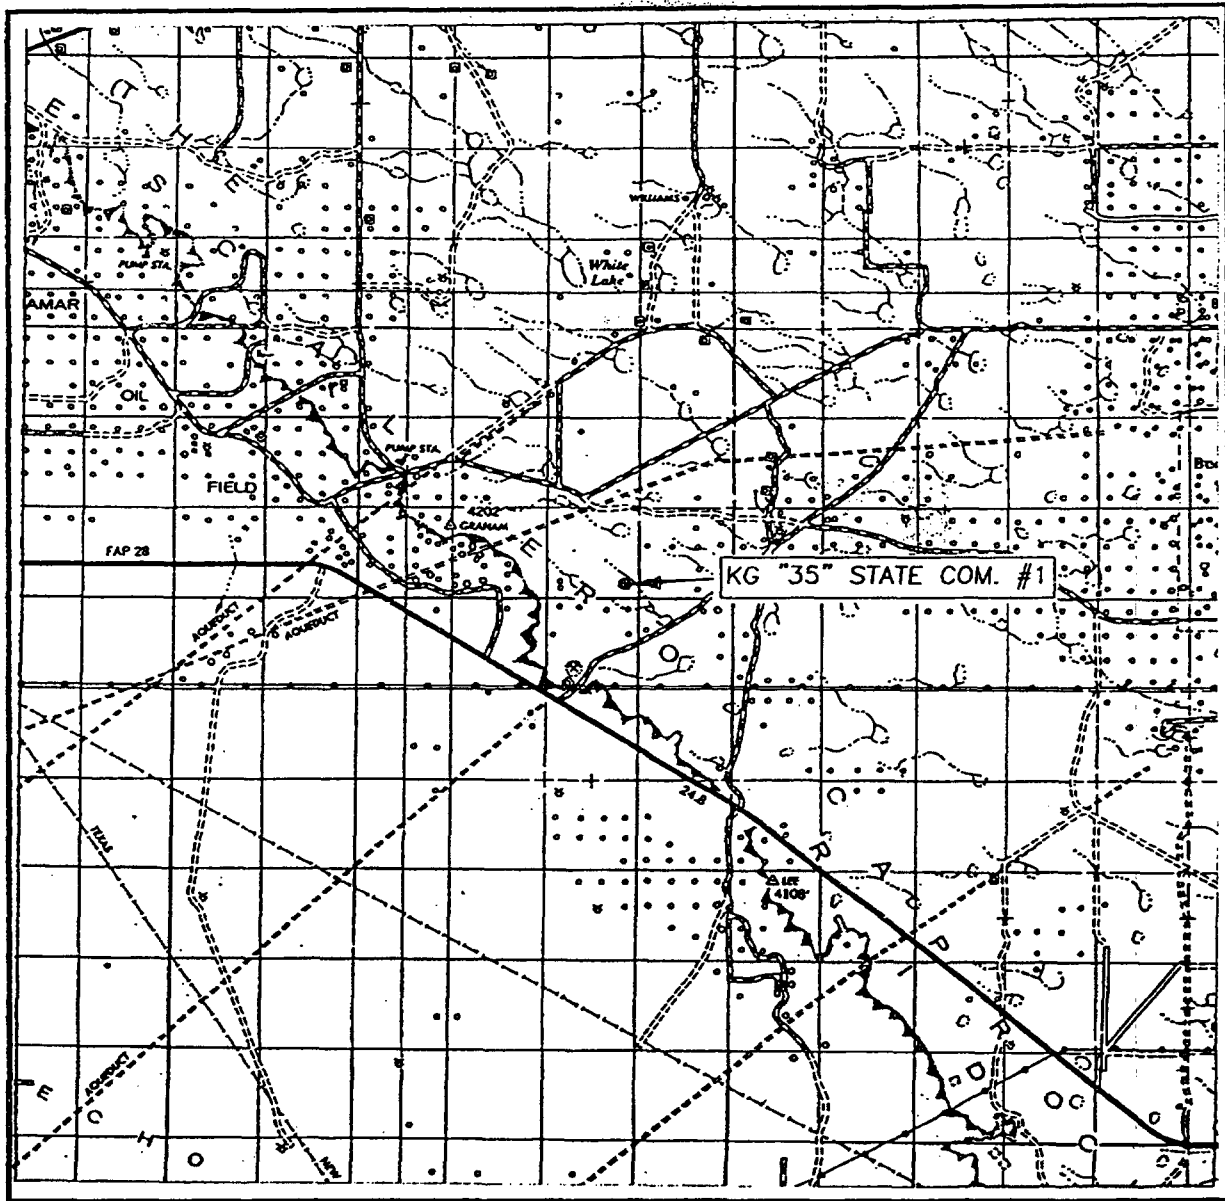 WILLIAMS
White
Lake
PUMP STA.
AMAR
OIL
PUMP STA.
FIELD
4202
GRAHAM
FAP 28
KG "35" STATE COM. #1
AQUEDUCT
AQUEDUCT
24.8
TEXAS
LEE
4108
AQUEDUCT
NEW